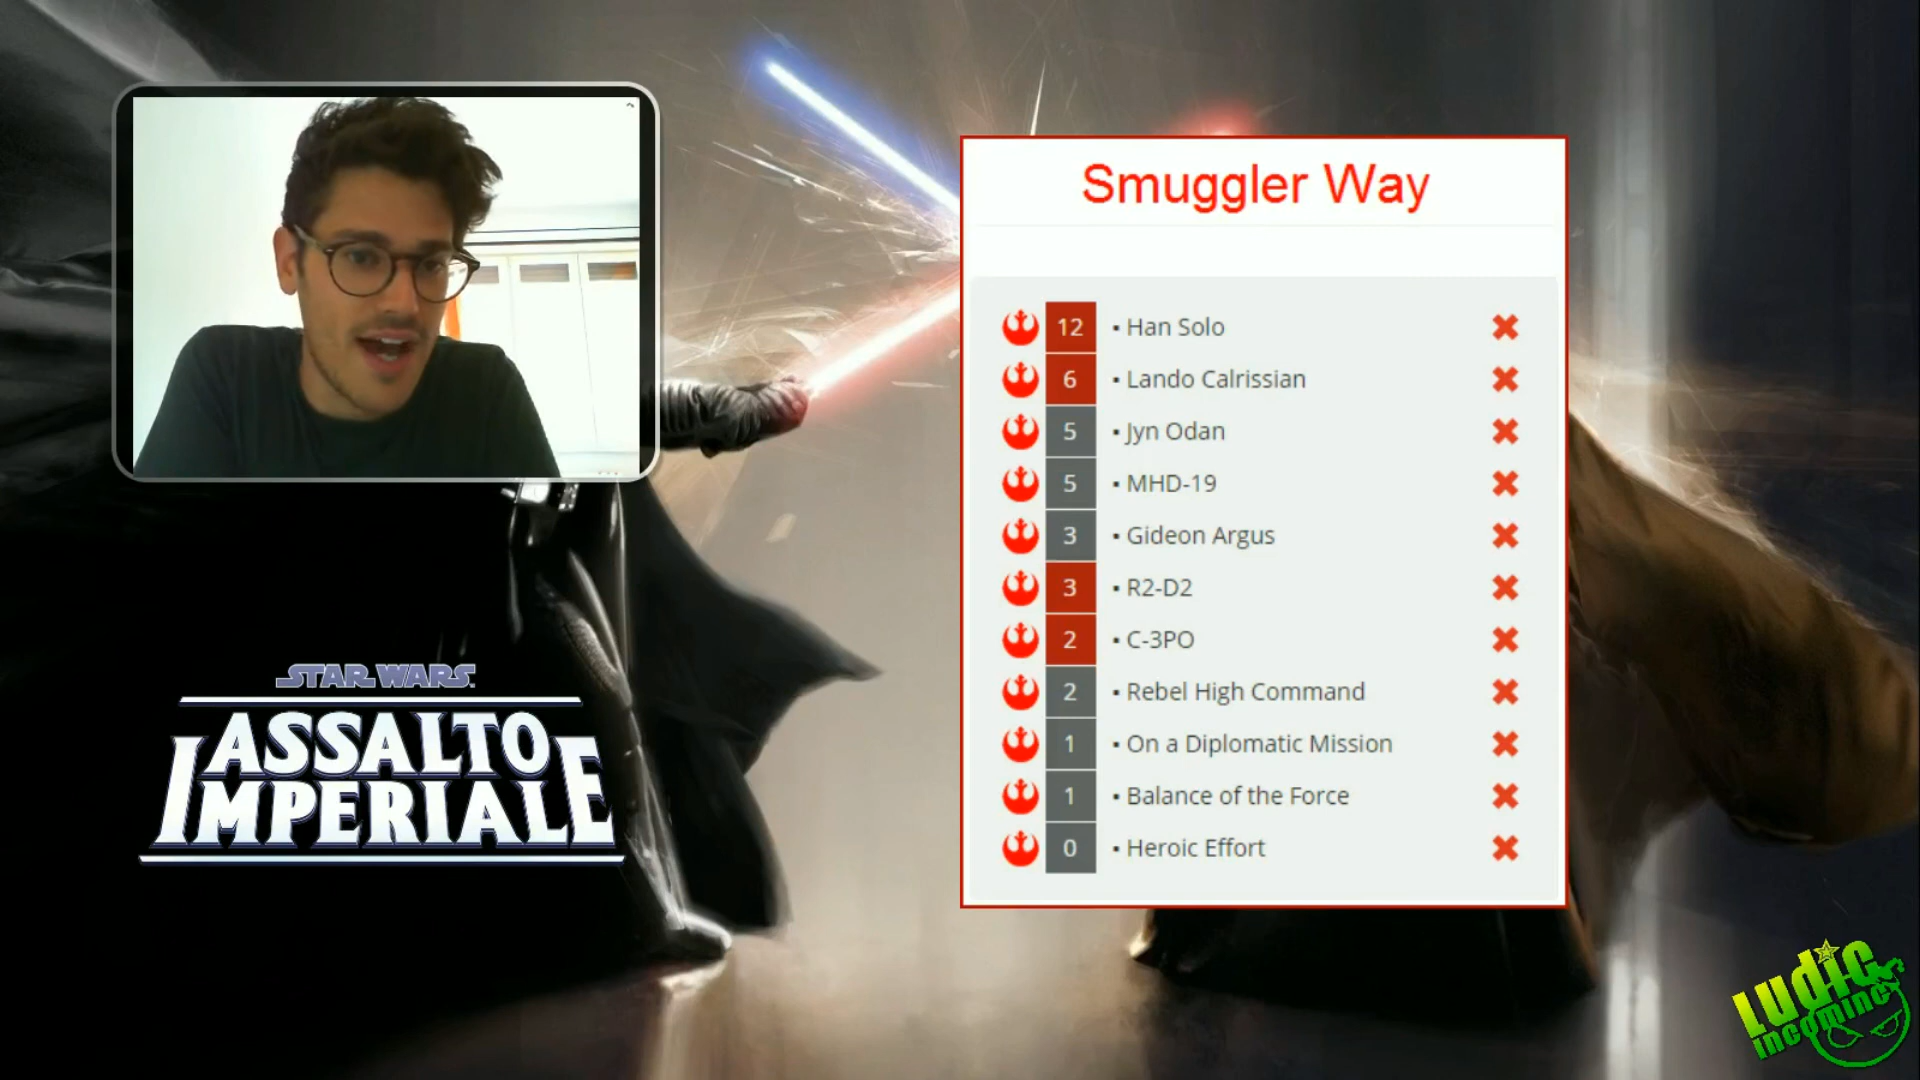 Smuggler Way
12 • Han Solo
6 • Lando Calrissian
5 • Jyn Odan
5 • MHD-19
3 • Gideon Argus
3 • R2-D2
2 • C-3PO
2 • Rebel High Command
1 • On a Diplomatic Mission
1 • Balance of the Force
0 • Heroic Effort
STAR WARS
ASSALTO
IMPERIALE
Ludic
incoming